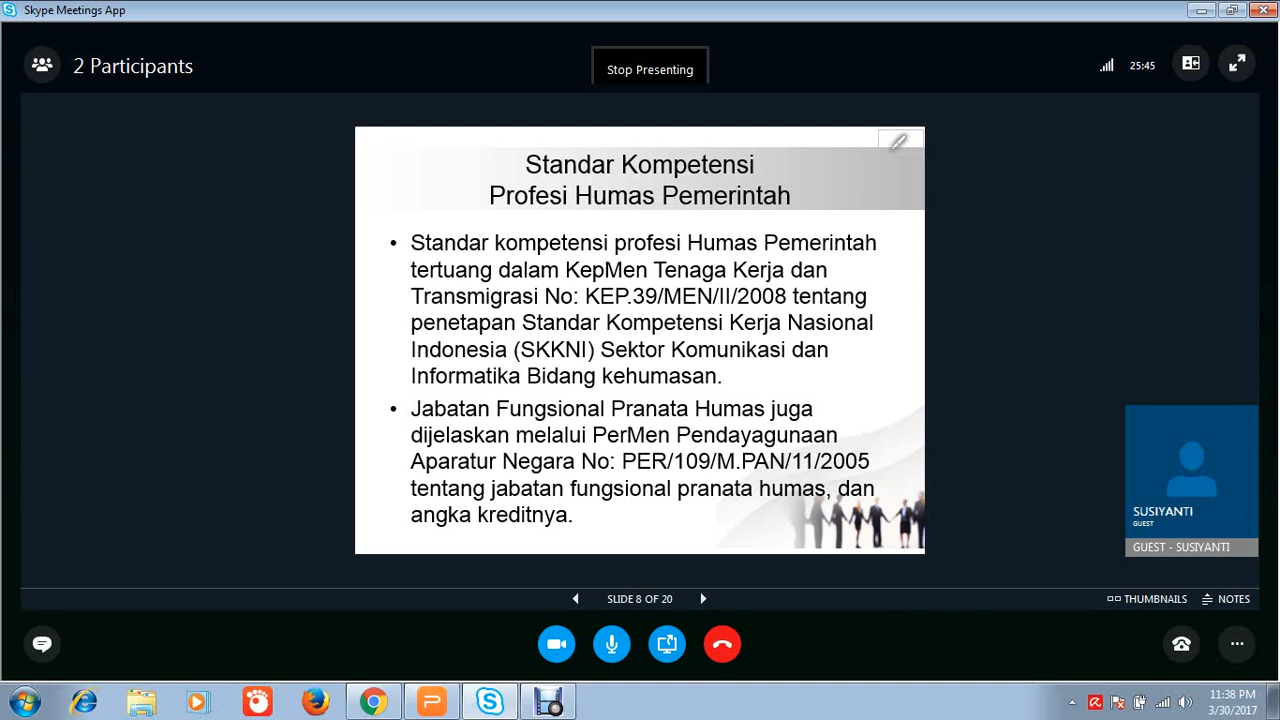 Skype Meetings App
2 Participants
Stop Presenting
25:45
Standar Kompetensi
Profesi Humas Pemerintah
• Standar kompetensi profesi Humas Pemerintah
tertuang dalam KepMen Tenaga Kerja dan
Transmigrasi No: KEP.39/MEN/II/2008 tentang
penetapan Standar Kompetensi Kerja Nasional
Indonesia (SKKNI) Sektor Komunikasi dan
Informatika Bidang kehumasan.
• Jabatan Fungsional Pranata Humas juga
dijelaskan melalui PerMen Pendayagunaan
Aparatur Negara No: PER/109/M.PAN/11/2005
tentang jabatan fungsional pranata humas, dan
angka kreditnya.
SUSIYANTI
GUEST
GUEST - SUSIYANTI
SLIDE 8 OF 20
THUMBNAILS
NOTES
11:38 PM
3/30/2017